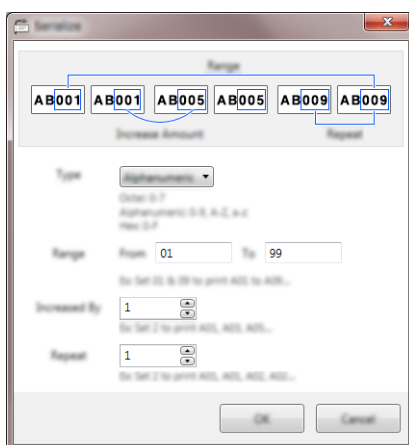 Serialize
Range
AB001 AB001 AB005 AB005 AB009 AB009
Increase Amount Repeat
Type Alphanumeric
Octal: 0-7
Alphanumeric: 0-9, A-Z, a-z
Hex: 0-F
Range From 01 To 99
Ex: Set 01 & 09 to print A01 to A09...
Increased By 1
Ex: Set 2 to print A01, A03, A05...
Repeat 1
Ex: Set 2 to print A01, A01, A02, A02...
OK Cancel